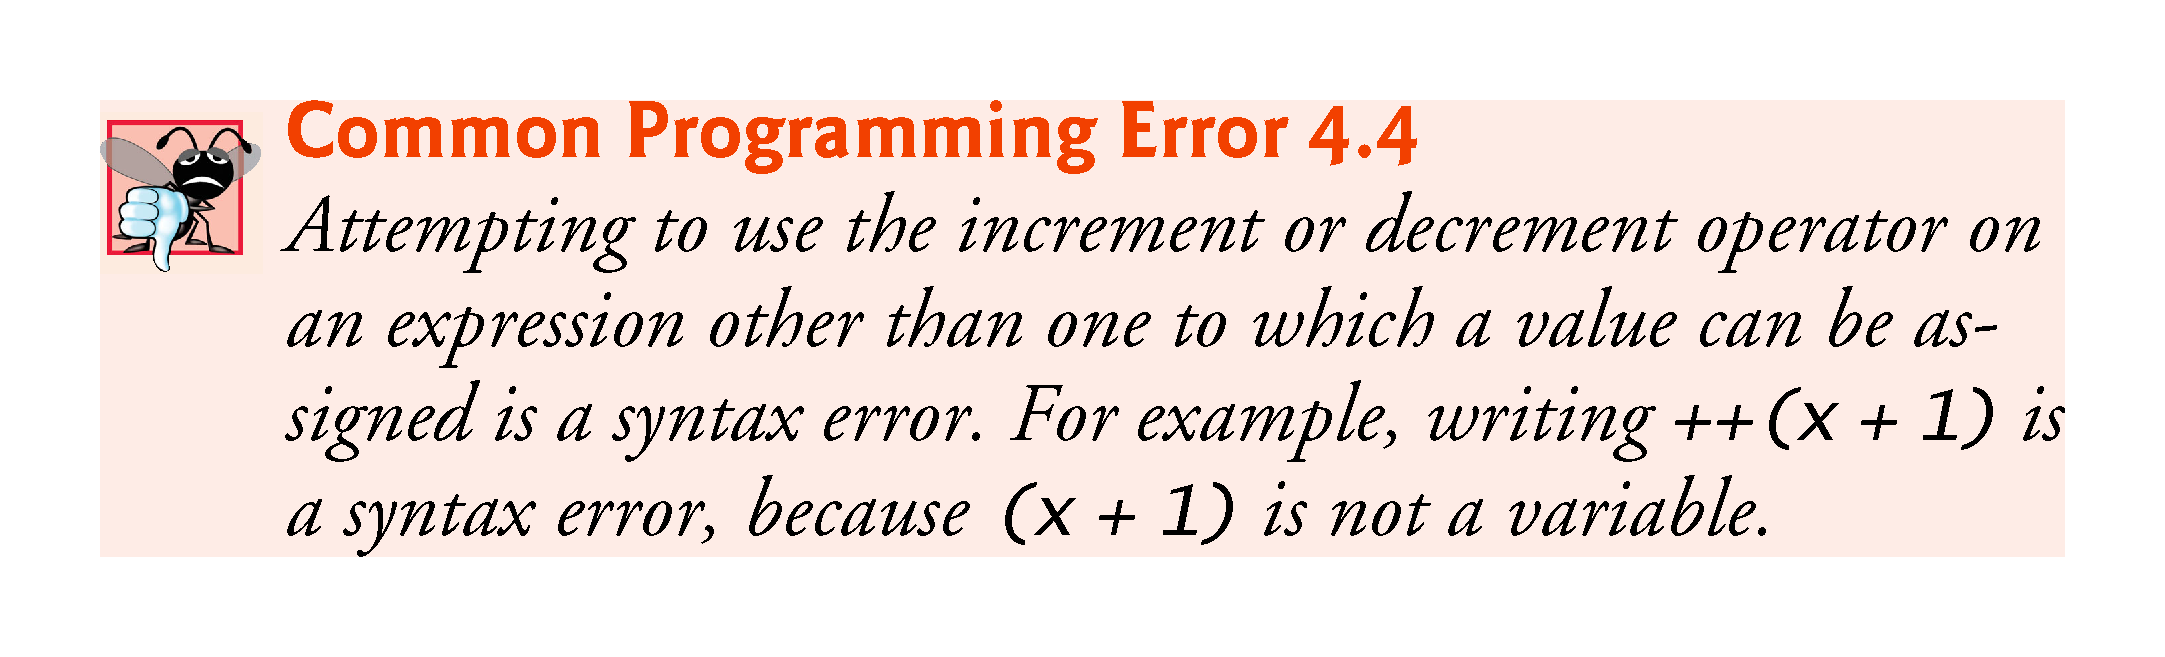 Common Programming Error 4.4
Attempting to use the increment or decrement operator on
an expression other than one to which a value can be as-
signed is a syntax error. For example, writing ++(x + 1) is
a syntax error, because (x + 1) is not a variable.